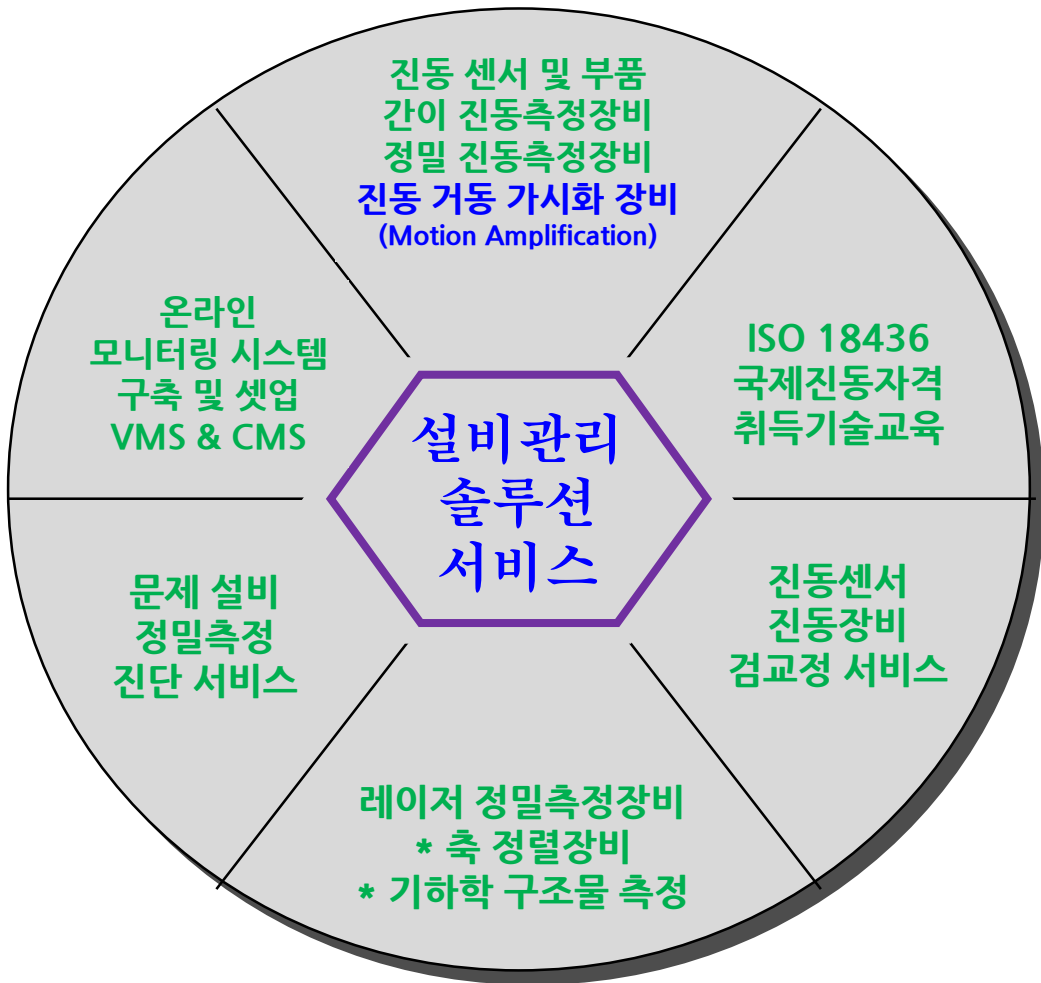 진동 센서 및 부품
간이 진동측정장비
정밀 진동측정장비
진동 거동 가시화 장비
(Motion Amplification)
온라인
모니터링 시스템
구축 및 셋업
VMS & CMS
ISO 18436
국제진동자격
취득기술교육
설비관리
솔루션
서비스
문제 설비
정밀측정
진단 서비스
진동센서
진동장비
검교정 서비스
레이저 정밀측정장비
* 축 정렬장비
* 기하학 구조물 측정